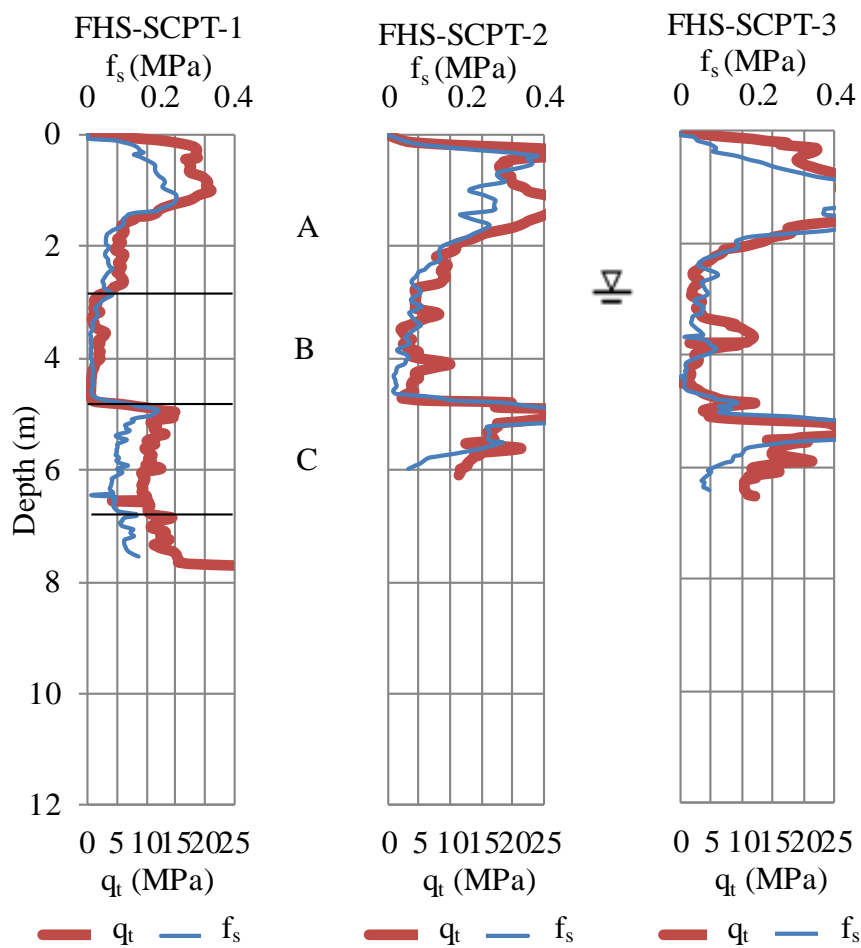 FHS-SCPT-1
fs (MPa)
0 0.2 0.4
FHS-SCPT-2
fs (MPa)
0 0.2 0.4
FHS-SCPT-3
fs (MPa)
0 0.2 0.4
Depth (m)
0
2
4
6
8
10
12
A
B
C
0 5 10 15 20 25
qt (MPa)
0 5 10 15 20 25
qt (MPa)
0 5 10 15 20 25
qt (MPa)
qt fs
qt fs
qt fs